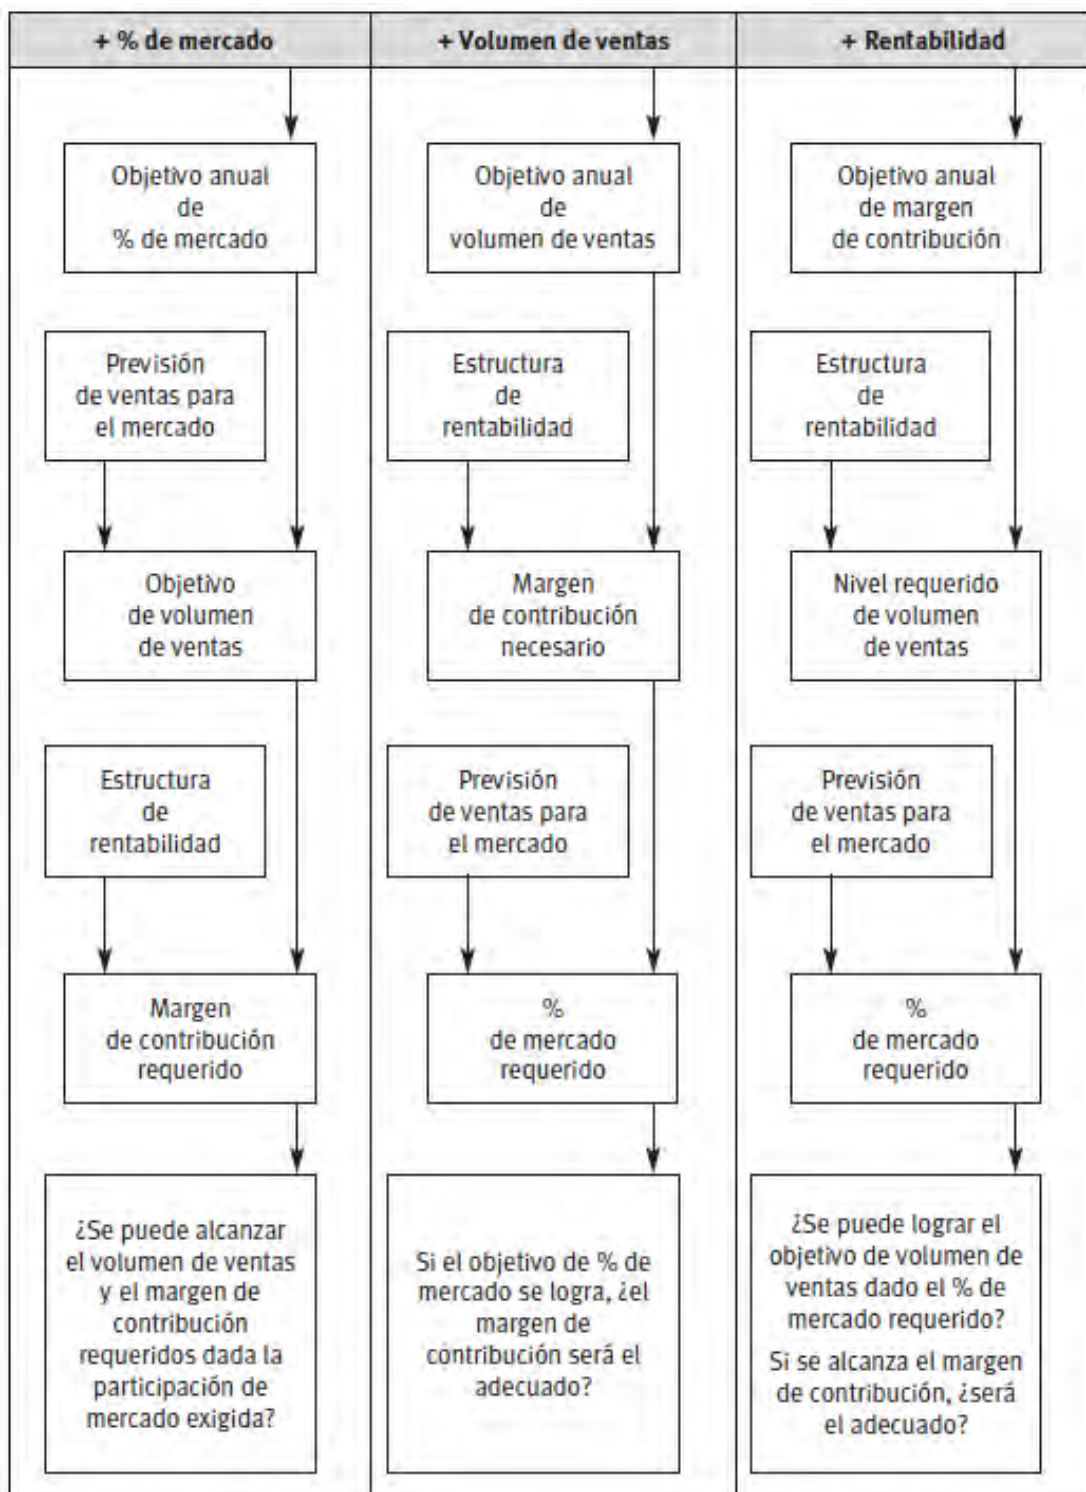 + % de mercado
+ Volumen de ventas
+ Rentabilidad
Objetivo anual
de
% de mercado
Objetivo anual
de
volumen de ventas
Objetivo anual
de margen
de contribución
Previsión
de ventas para
el mercado
Estructura
de
rentabilidad
Estructura
de
rentabilidad
Objetivo
de volumen
de ventas
Margen
de contribución
necesario
Nivel requerido
de volumen
de ventas
Estructura
de
rentabilidad
Previsión
de ventas para
el mercado
Previsión
de ventas para
el mercado
Margen
de contribución
requerido
%
de mercado
requerido
%
de mercado
requerido
¿Se puede alcanzar
el volumen de ventas
y el margen de
contribución
requeridos dada la
participación de
mercado exigida?
Si el objetivo de % de
mercado se logra, ¿el
margen de
contribución será el
adecuado?
¿Se puede lograr el
objetivo de volumen de
ventas dado el % de
mercado requerido?
Si se alcanza el margen
de contribución, ¿será
el adecuado?